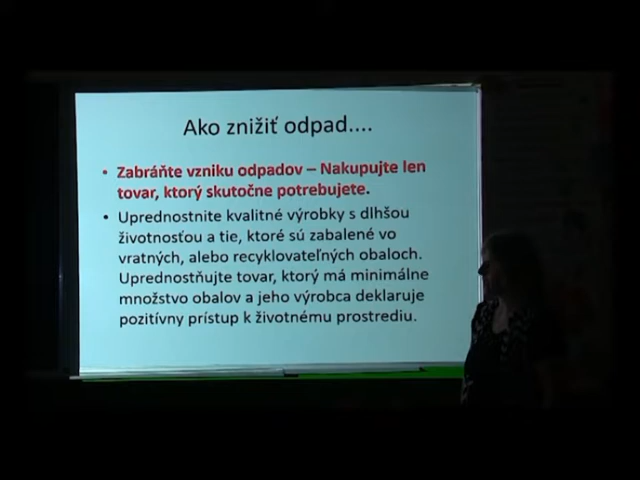 Ako znížiť odpad....
• Zabráňte vzniku odpadov – Nakupujte len
tovar, ktorý skutočne potrebujete.
• Uprednostnite kvalitné výrobky s dlhšou
životnosťou a tie, ktoré sú zabalené vo
vratných, alebo recyklovateľných obaloch.
Uprednostňujte tovar, ktorý má minimálne
množstvo obalov a jeho výrobca deklaruje
pozitívny prístup k životnému prostrediu.